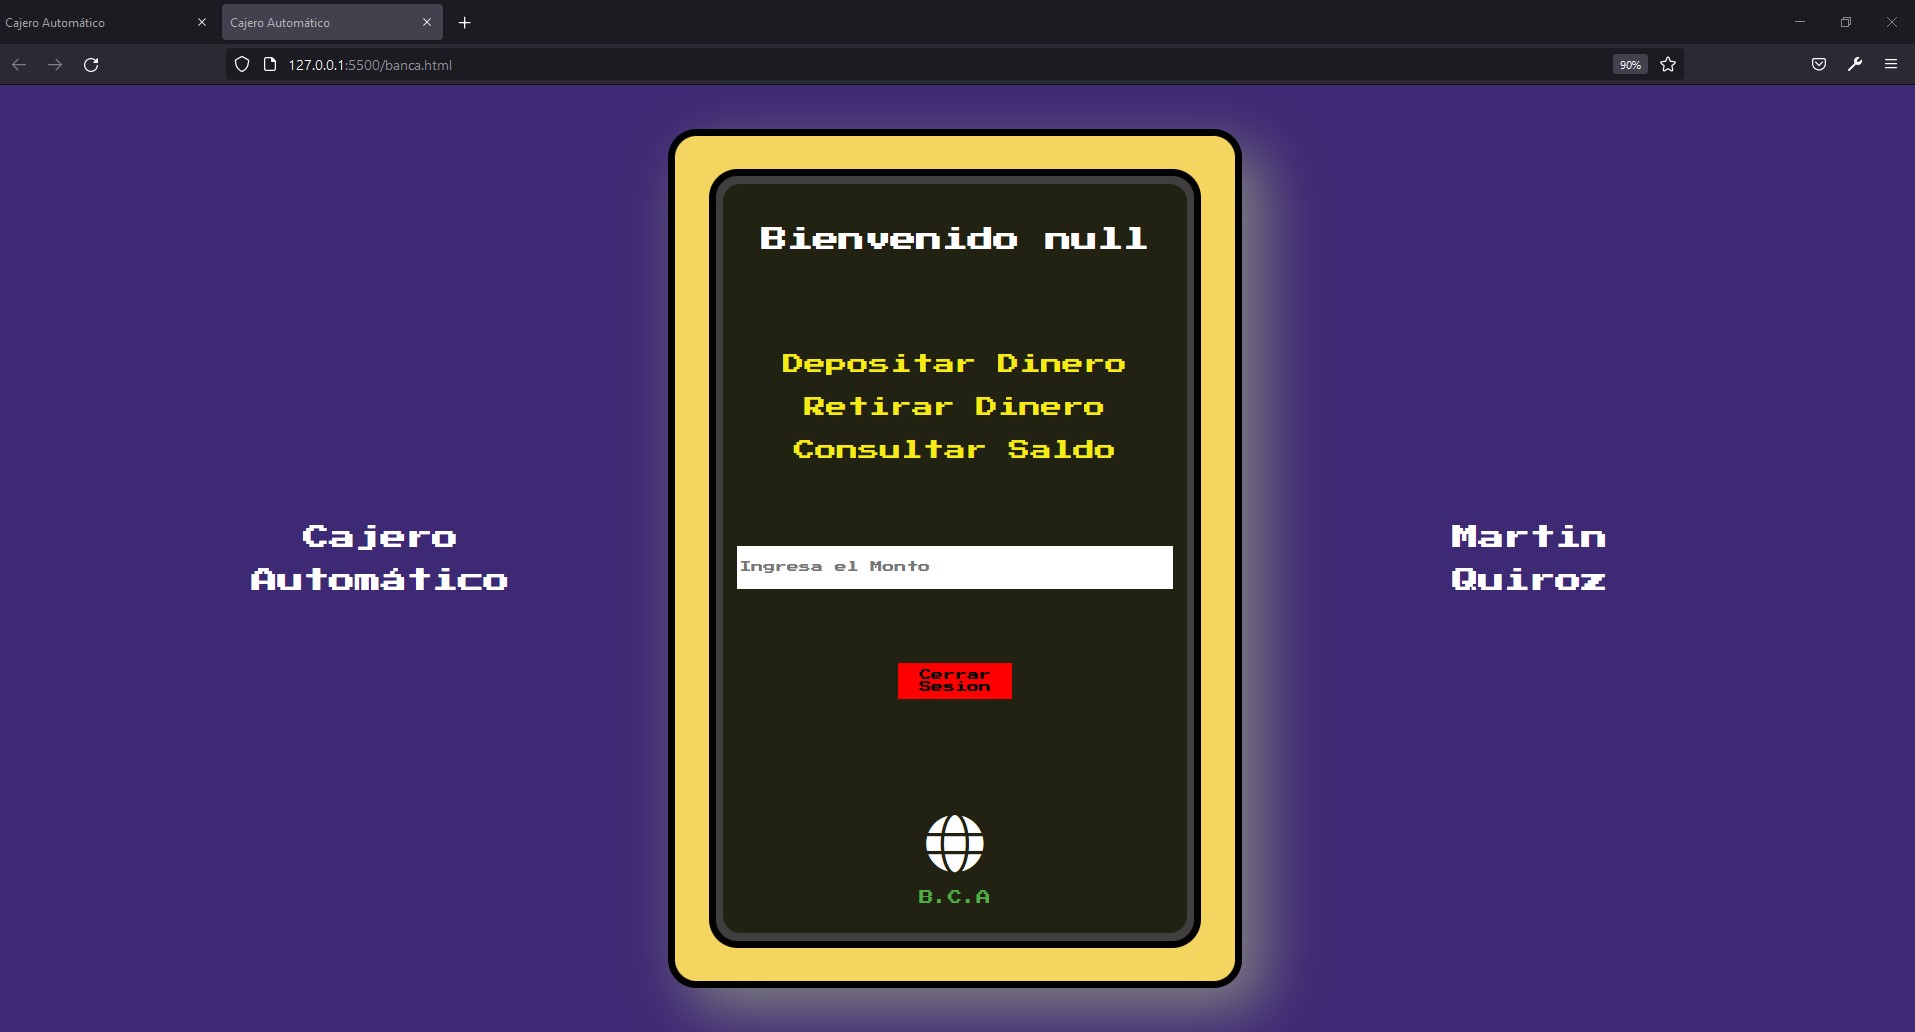 Cajero Automático
Cajero Automático
127.0.0.1:5500/banca.html
90%
Bienvenido null
Depositar Dinero
Retirar Dinero
Consultar Saldo
Cajero
Automático
Ingresa el Monto
Martin
Quiroz
Cerrar
Sesion
B.C.A